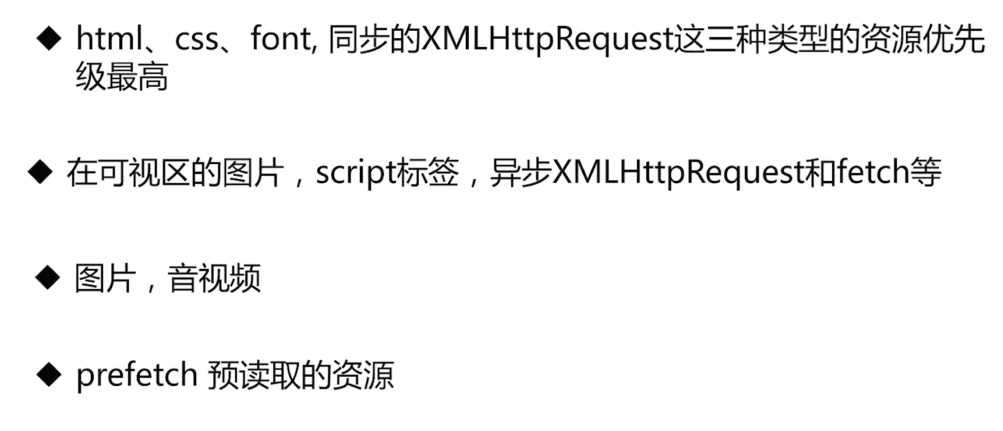 ◆ html、css、font, 同步的XMLHttpRequest这三种类型的资源优先
级最高
◆ 在可视区的图片，script标签，异步XMLHttpRequest和fetch等
◆ 图片，音视频
◆ prefetch 预读取的资源